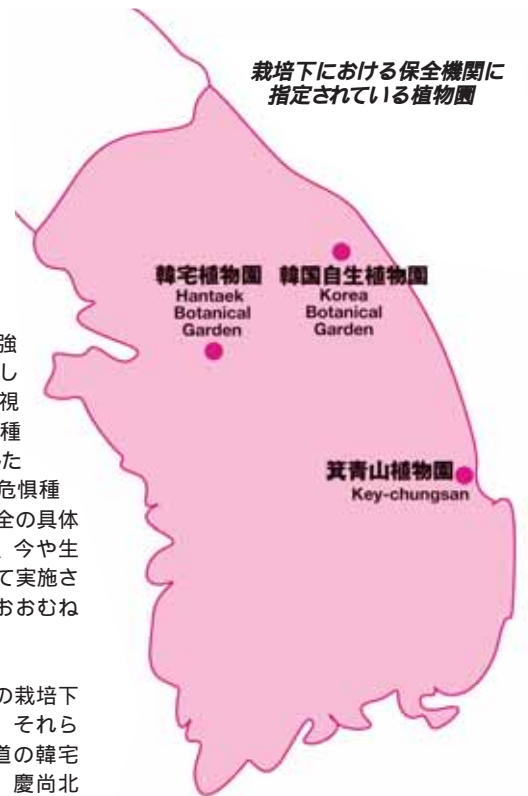 栽培下における保全機関に
指定されている植物園
韓宅植物園
Hantaek
Botanical
Garden
韓国自生植物園
Korea
Botanical
Garden
箕青山植物園
Key-chungsan
強
し
視
種
た
危惧種
全の具体
今や生
て実施さ
おおむね
の栽培下
それら
道の韓宅
慶尚北